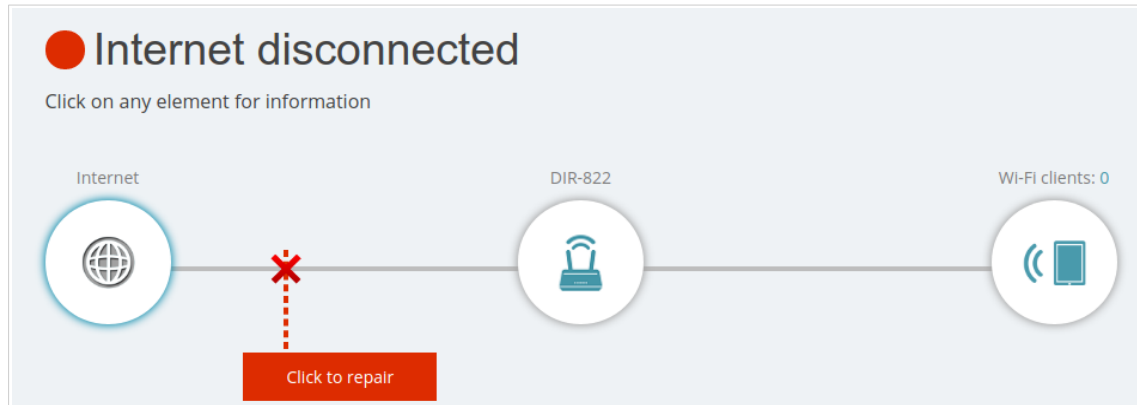 Internet disconnected
Click on any element for information
Internet
DIR-822
Wi-Fi clients: 0
Click to repair